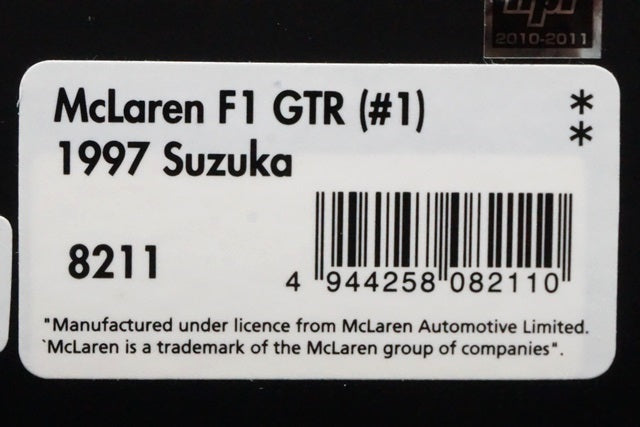 hpi
2010-2011
McLaren F1 GTR (#1)
1997 Suzuka
**
8211
4 944258 082110
"Manufactured under licence from McLaren Automotive Limited.
`McLaren is a trademark of the McLaren group of companies".